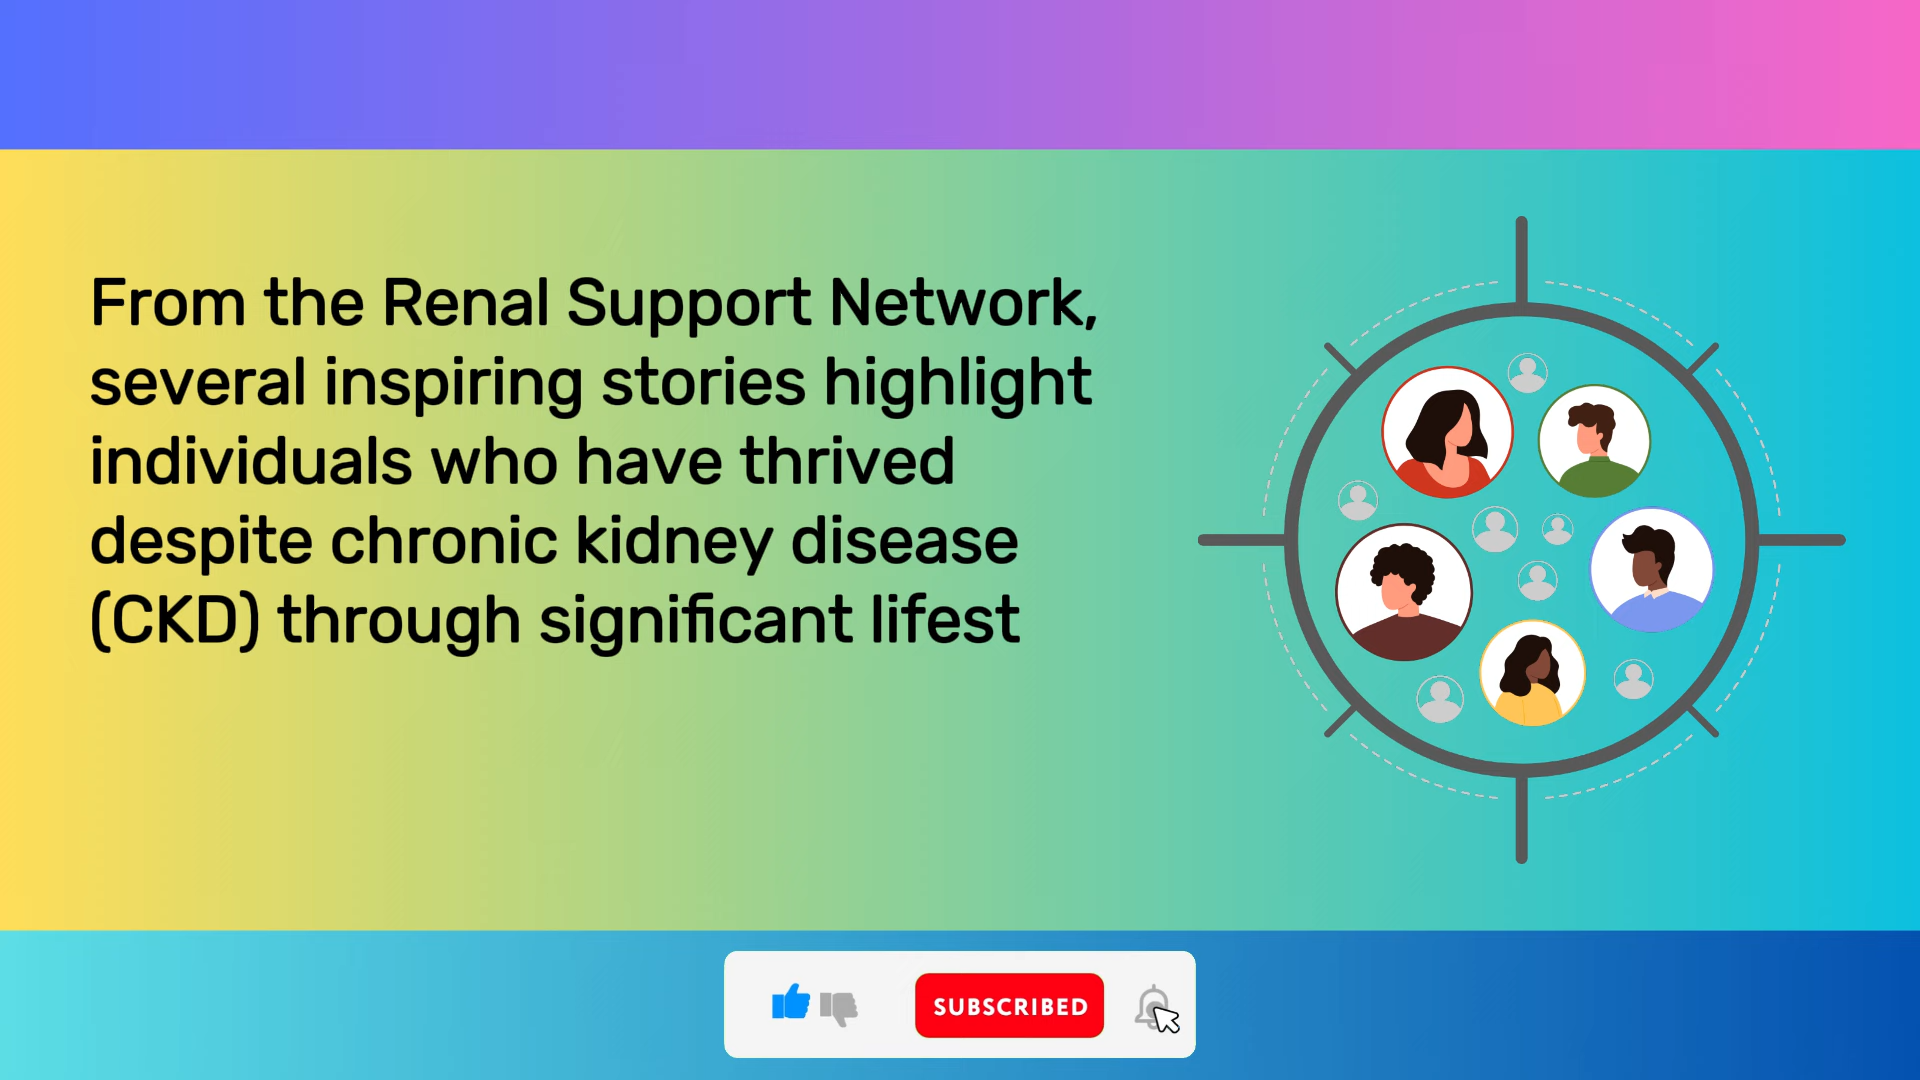 From the Renal Support Network,
several inspiring stories highlight
individuals who have thrived
despite chronic kidney disease
(CKD) through significant lifest
SUBSCRIBED